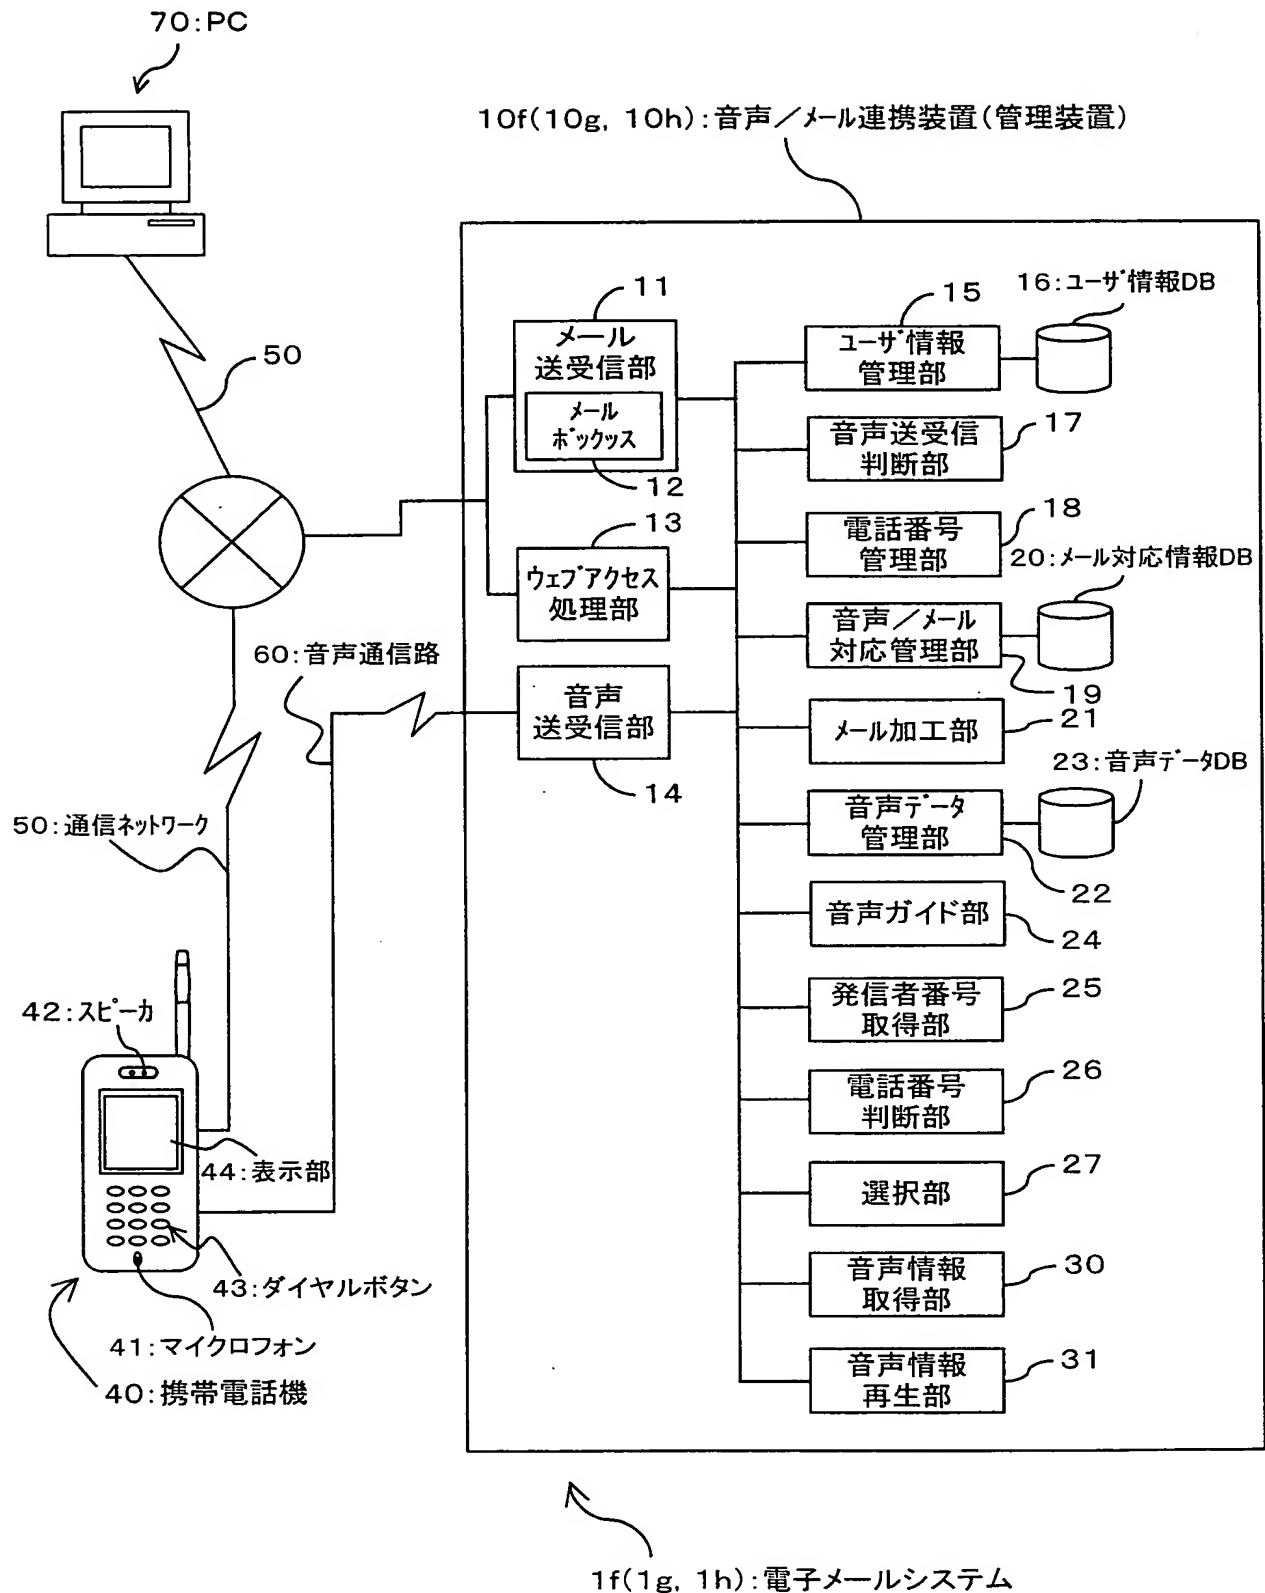 70:PC
10f(10g, 10h):音声／メール連携装置(管理装置)
11
メール
送受信部
メール
ボックッス
12
13
ウェブアクセス
処理部
音声
送受信部
14
50
60:音声通信路
50:通信ネットワーク
15
ユーザ情報
管理部
16:ユーザ情報DB
音声送受信
判断部
17
電話番号
管理部
18
20:メール対応情報DB
音声／メール
対応管理部
19
メール加工部
21
23:音声データDB
音声データ
管理部
22
音声ガイド部
24
発信者番号
取得部
25
電話番号
判断部
26
選択部
27
音声情報
取得部
30
音声情報
再生部
31
42:スピーカ
44:表示部
43:ダイヤルボタン
41:マイクロフォン
40:携帯電話機
1f(1g, 1h):電子メールシステム